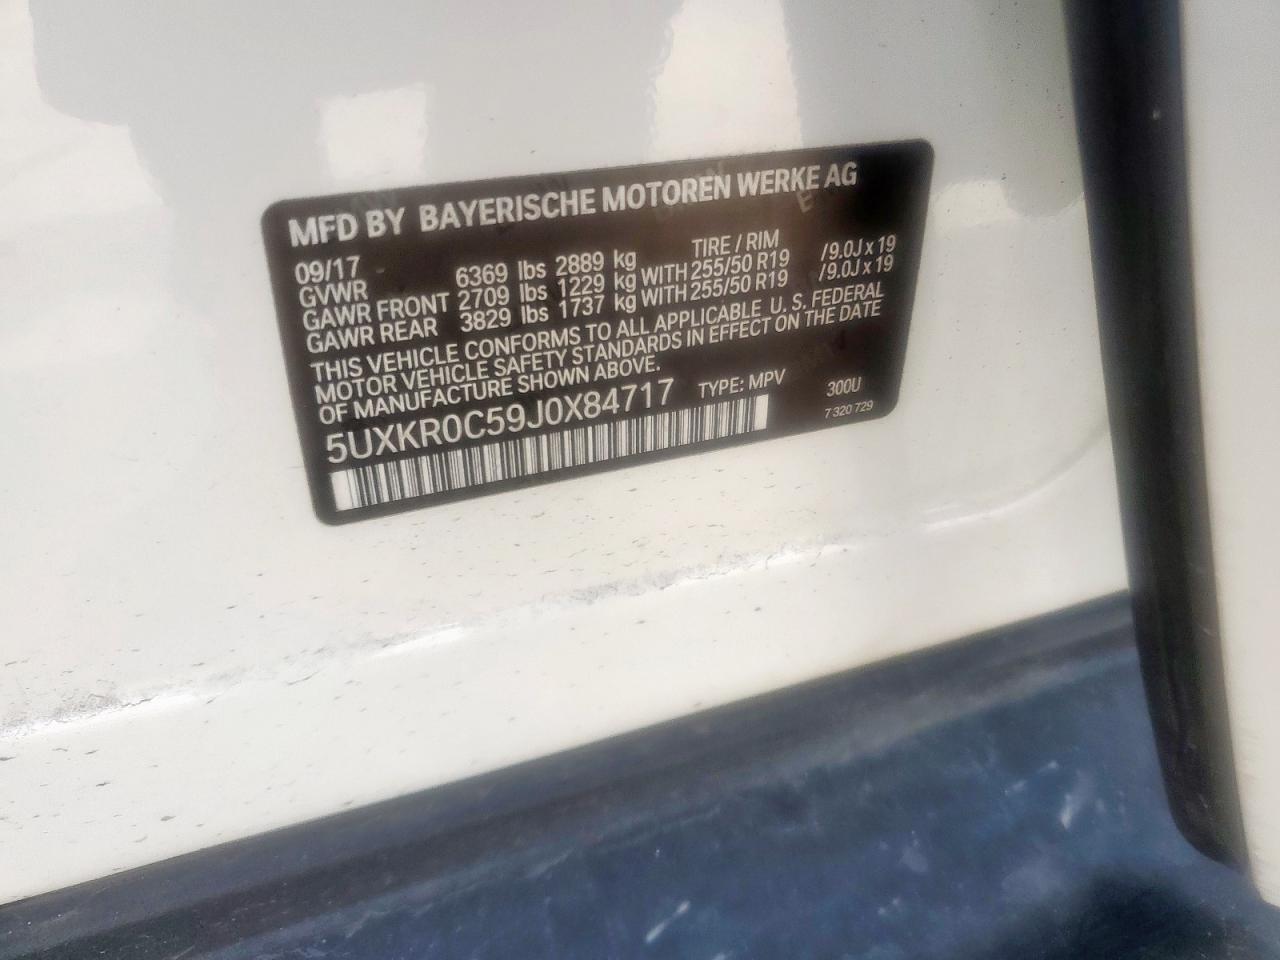 MFD BY BAYERISCHE MOTOREN WERKE AG
09/17 TIRE / RIM
GVWR 6369 lbs 2889 kg
GAWR FRONT 2709 lbs 1229 kg WITH 255/50 R19 /9.0J x 19
GAWR REAR 3829 lbs 1737 kg WITH 255/50 R19 /9.0J x 19
THIS VEHICLE CONFORMS TO ALL APPLICABLE U. S. FEDERAL
MOTOR VEHICLE SAFETY STANDARDS IN EFFECT ON THE DATE
OF MANUFACTURE SHOWN ABOVE.
5UXKR0C59J0X84717 TYPE: MPV 300U
7 320 729